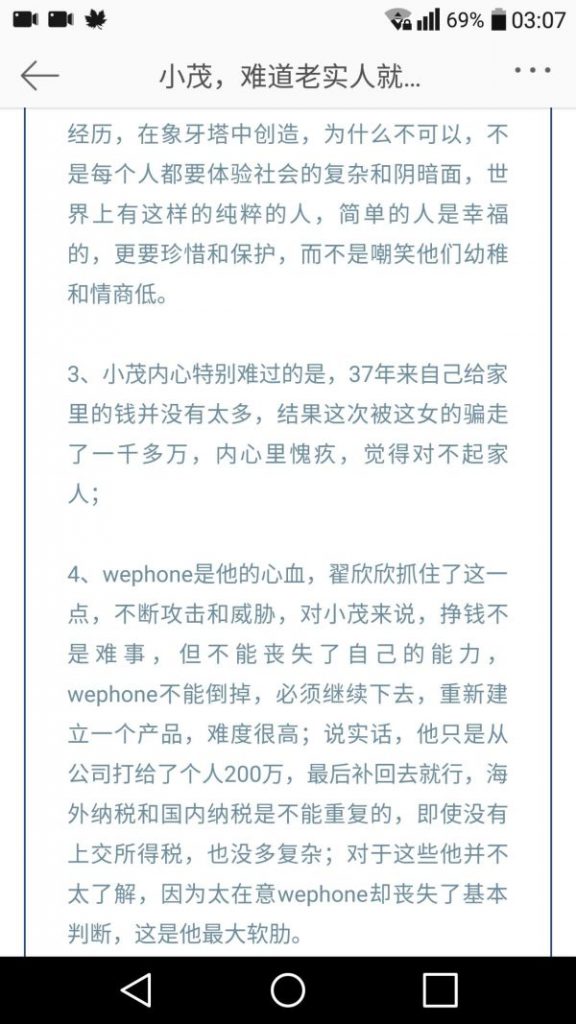 69% 03:07
小茂，难道老实人就...
经历，在象牙塔中创造，为什么不可以，不
是每个人都要体验社会的复杂和阴暗面，世
界上有这样的纯粹的人，简单的人是幸福
的，更要珍惜和保护，而不是嘲笑他们幼稚
和情商低。
3、小茂内心特别难过的是，37年来自己给家
里的钱并没有太多，结果这次被这女的骗走
了一千多万，内心里愧疚，觉得对不起家
人；
4、wephone是他的心血，翟欣欣抓住了这一
点，不断攻击和威胁，对小茂来说，挣钱不
是难事，但不能丧失了自己的能力，
wephone不能倒掉，必须继续下去，重新建
立一个产品，难度很高；说实话，他只是从
公司打给了个人200万，最后补回去就行，海
外纳税和国内纳税是不能重复的，即使没有
上交所得税，也没多复杂；对于这些他并不
太了解，因为太在意wephone却丧失了基本
判断，这是他最大软肋。